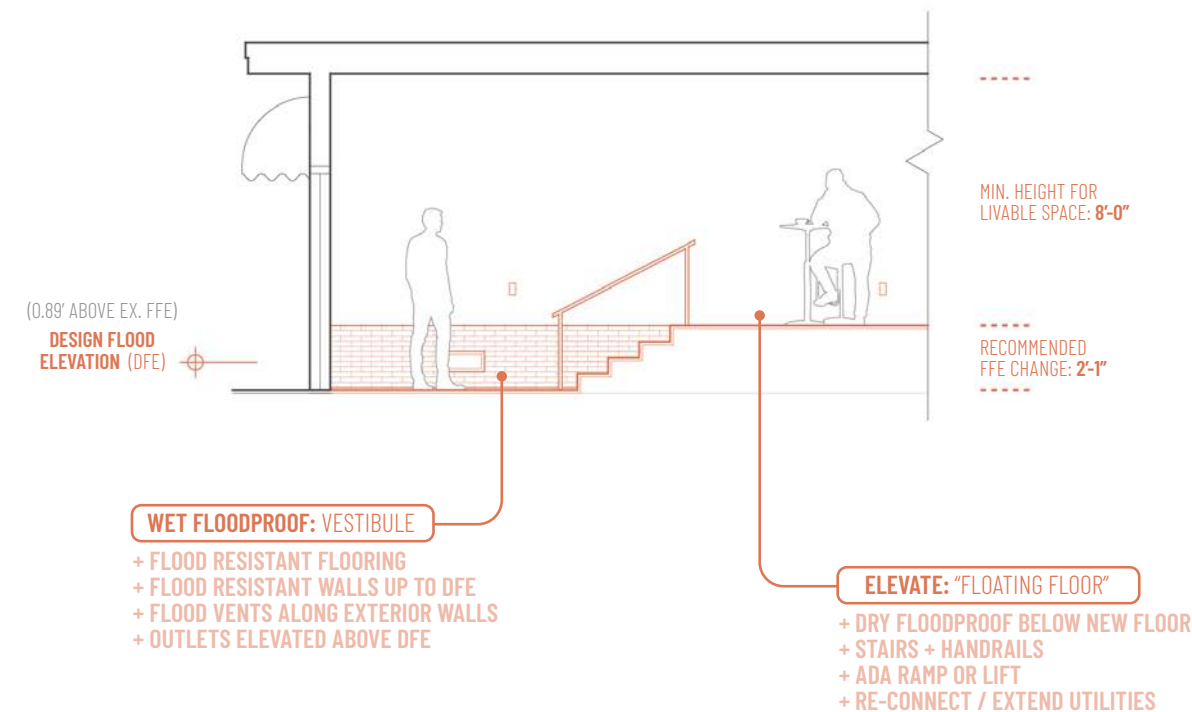 MIN. HEIGHT FOR
LIVABLE SPACE: 8'-0"
(0.89' ABOVE EX. FFE)
DESIGN FLOOD
ELEVATION (DFE)
RECOMMENDED
FFE CHANGE: 2'-1"
WET FLOODPROOF: VESTIBULE
+ FLOOD RESISTANT FLOORING
+ FLOOD RESISTANT WALLS UP TO DFE
+ FLOOD VENTS ALONG EXTERIOR WALLS
+ OUTLETS ELEVATED ABOVE DFE
ELEVATE: "FLOATING FLOOR"
+ DRY FLOODPROOF BELOW NEW FLOOR
+ STAIRS + HANDRAILS
+ ADA RAMP OR LIFT
+ RE-CONNECT / EXTEND UTILITIES